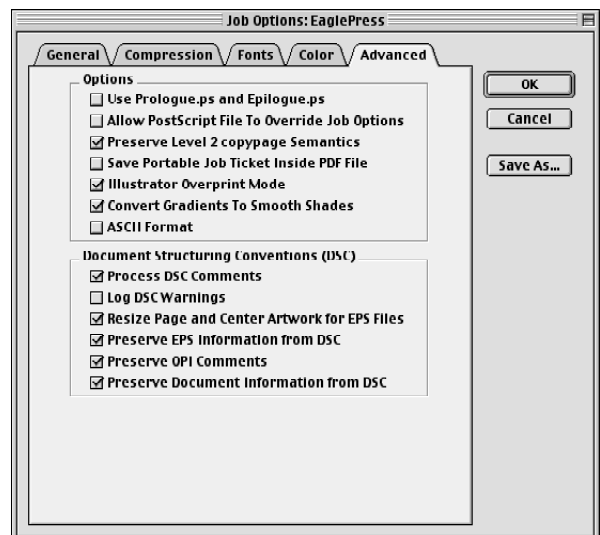 Job Options: EaglePress
General
Compression
Fonts
Color
Advanced
Options
Use Prologue.ps and Epilogue.ps
Allow PostScript File To Override Job Options
Preserve Level 2 copypage Semantics
Save Portable Job Ticket Inside PDF File
Illustrator Overprint Mode
Convert Gradients To Smooth Shades
ASCII Format
Document Structuring Conventions (DSC)
Process DSC Comments
Log DSC Warnings
Resize Page and Center Artwork for EPS Files
Preserve EPS Information from DSC
Preserve OPI Comments
Preserve Document Information from DSC
OK
Cancel
Save As...